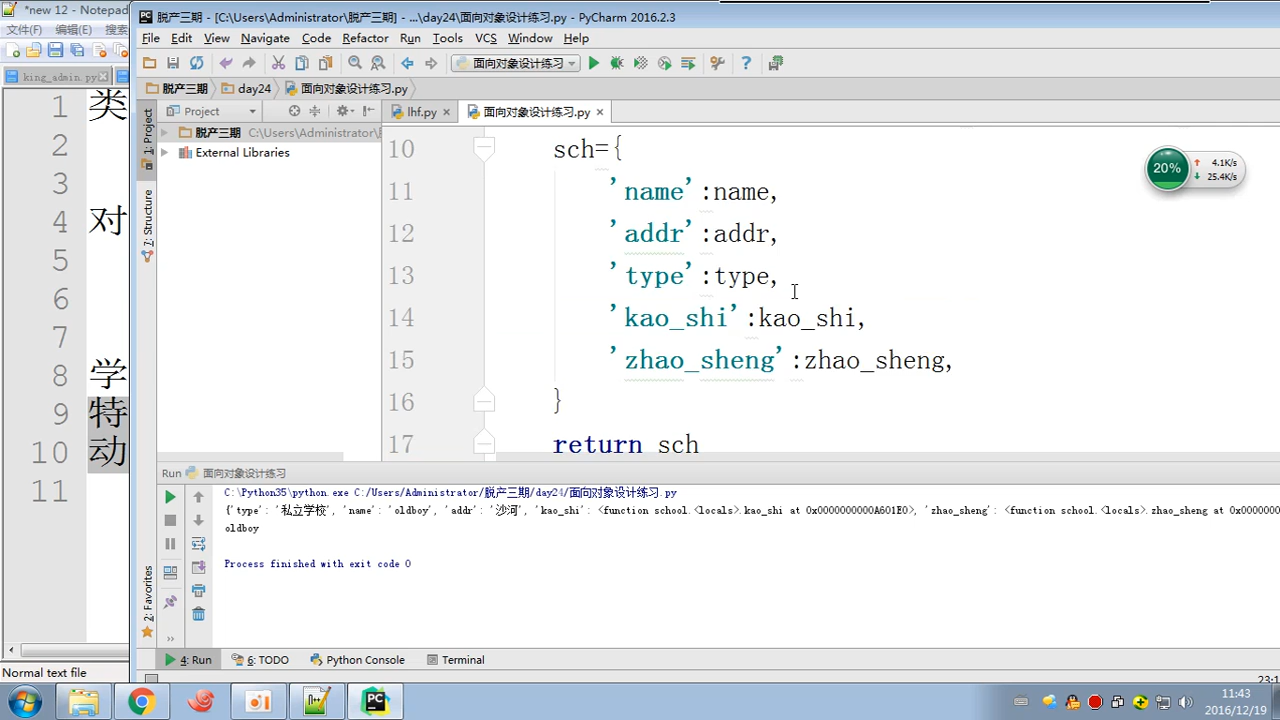 *new 12 - Notepad
脱产三期 - [C:\Users\Administrator\脱产三期] - ...\day24\面向对象设计练习.py - PyCharm 2016.2.3
文件(F) 编辑(E) 搜索
File Edit View Navigate Code Refactor Run Tools VCS Window Help
面向对象设计练习
king_admin.py
脱产三期 day24 面向对象设计练习.py
Project
lhf.py 面向对象设计练习.py
脱产三期 C:\Users\Administrator\
External Libraries
1: Project
7: Structure
2: Favorites
1 类
2
3
4 对
5
6
7
8 学
9 特
10 动
11
10 sch={
11 'name':name,
12 'addr':addr,
13 'type':type,
14 'kao_shi':kao_shi,
15 'zhao_sheng':zhao_sheng,
16 }
17 return sch
20%
4.1K/s
25.4K/s
Run 面向对象设计练习
C:\Python35\python.exe C:/Users/Administrator/脱产三期/day24/面向对象设计练习.py
{'type': '私立学校', 'name': 'oldboy', 'addr': '沙河', 'kao_shi': <function school.<locals>.kao_shi at 0x0000000000A601E0>, 'zhao_sheng': <function school.<locals>.zhao_sheng at 0x0000000
oldboy
Process finished with exit code 0
4: Run 6: TODO Python Console Terminal
Normal text file
23:1
11:43
2016/12/19